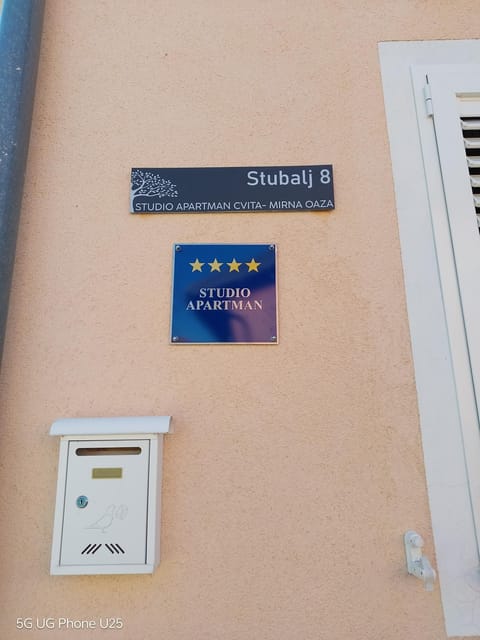 Stubalj 8
STUDIO APARTMAN CVITA- MIRNA OAZA
STUDIO
APARTMAN
5G UG Phone U25